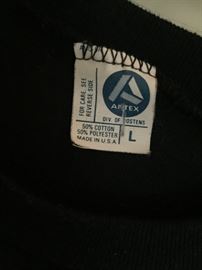 FOR CARE, SEE
REVERSE SIDE
ARTEX
DIV. OF JOSTENS
50% COTTON
50% POLYESTER
MADE IN U.S.A.
L